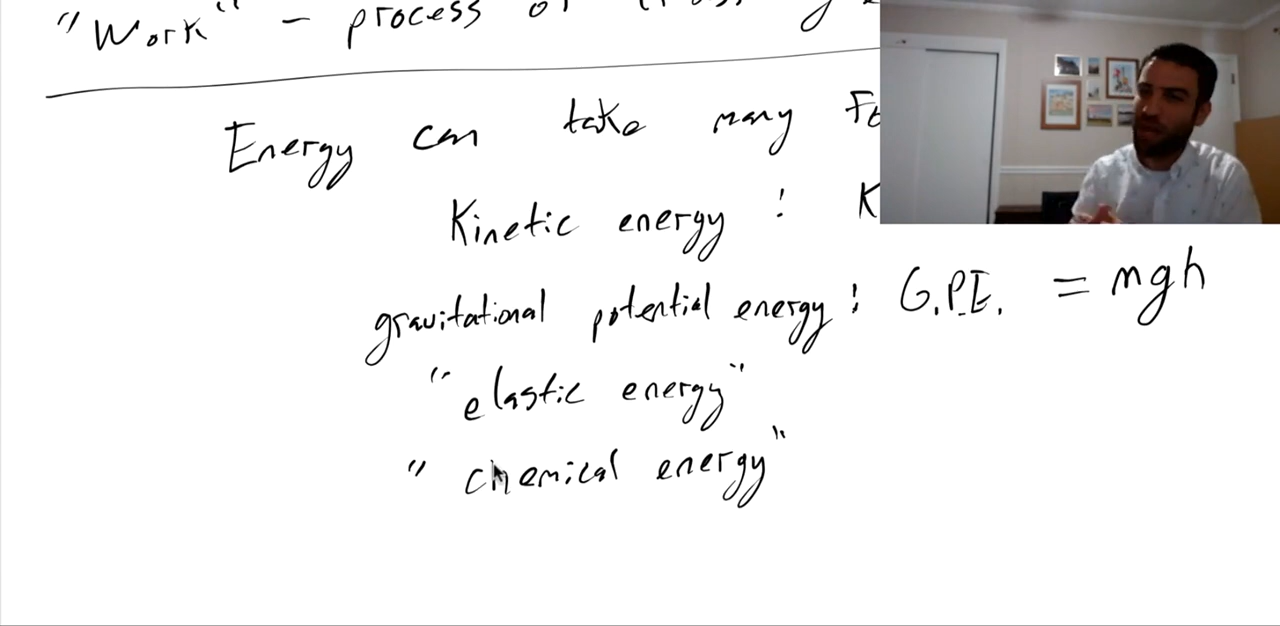 "Work" - process of
Energy can take many
Kinetic energy : K
gravitational potential energy : G.P.E. = mgh
"elastic energy"
"chemical energy"